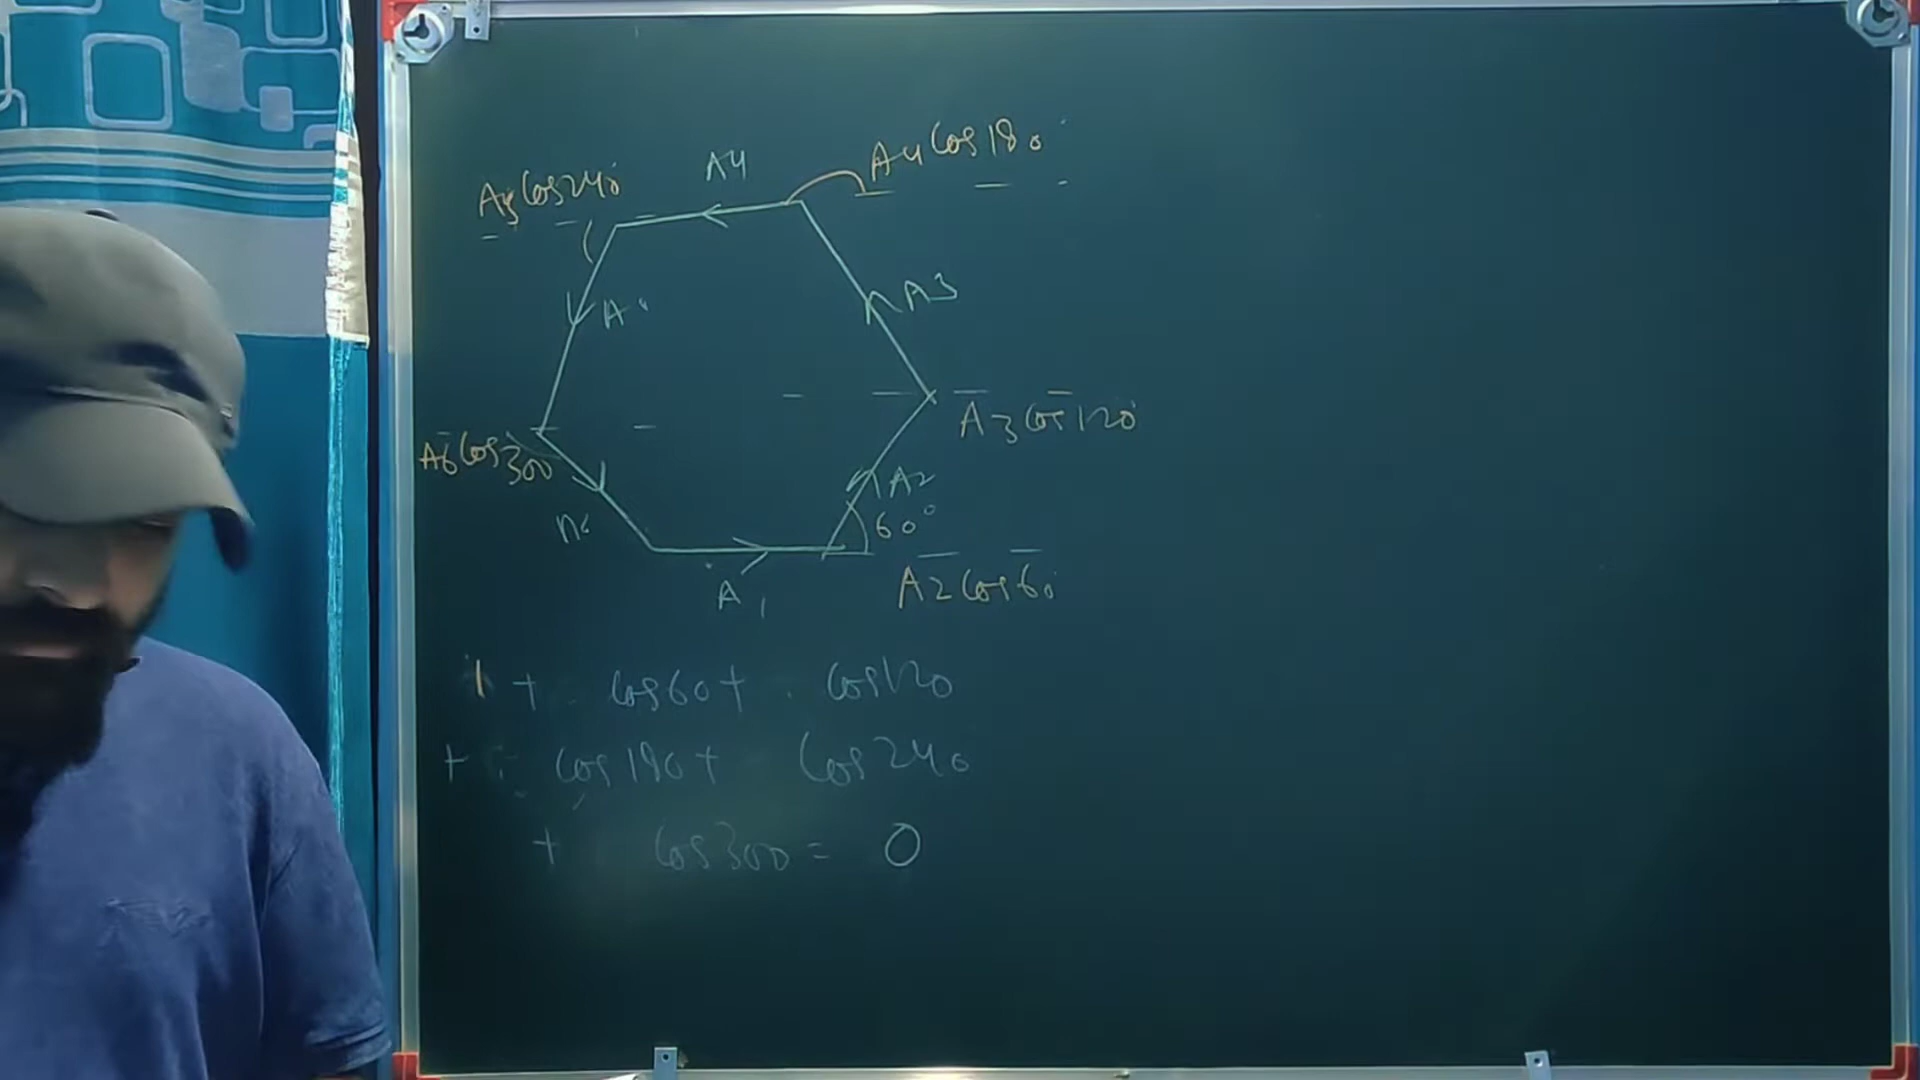 A4
A4 cos 180
A5 cos 240
A3
A
A3 cos 120
A6 cos 300
A2
60°
A2 cos 60
A1
1 + cos 60 + cos 120
+ cos 180 + cos 240
+ cos 300 = 0